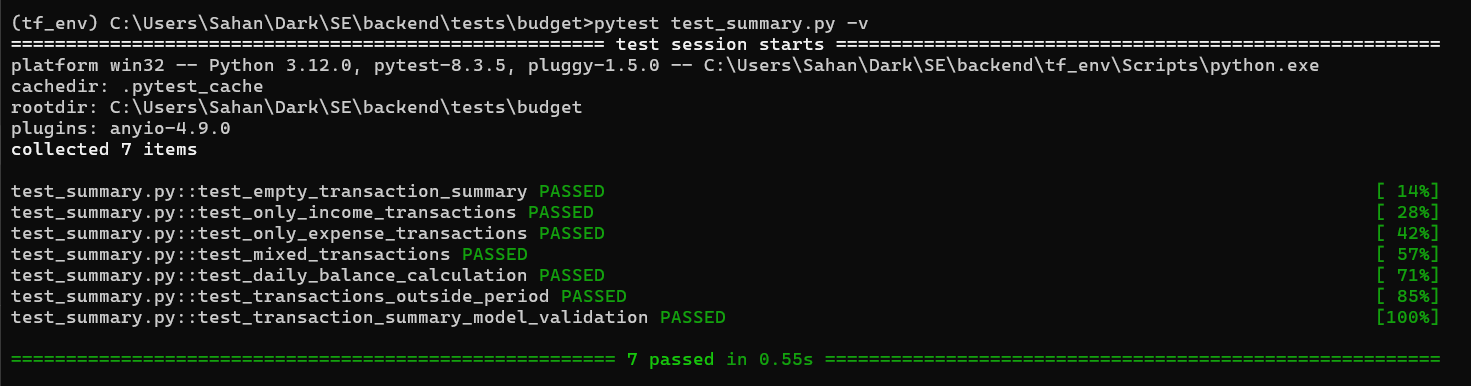 (tf_env) C:\Users\Sahan\Dark\SE\backend\tests\budget>pytest test_summary.py -v
====================================================== test session starts =======================================================
platform win32 -- Python 3.12.0, pytest-8.3.5, pluggy-1.5.0 -- C:\Users\Sahan\Dark\SE\backend\tf_env\Scripts\python.exe
cachedir: .pytest_cache
rootdir: C:\Users\Sahan\Dark\SE\backend\tests\budget
plugins: anyio-4.9.0
collected 7 items
test_summary.py::test_empty_transaction_summary PASSED [ 14%]
test_summary.py::test_only_income_transactions PASSED [ 28%]
test_summary.py::test_only_expense_transactions PASSED [ 42%]
test_summary.py::test_mixed_transactions PASSED [ 57%]
test_summary.py::test_daily_balance_calculation PASSED [ 71%]
test_summary.py::test_transactions_outside_period PASSED [ 85%]
test_summary.py::test_transaction_summary_model_validation PASSED [100%]
======================================================= 7 passed in 0.55s ========================================================